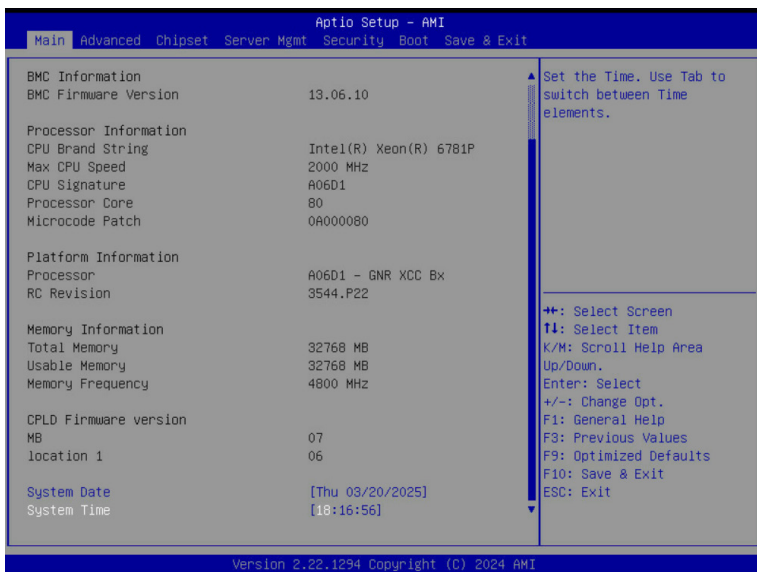 Aptio Setup - AMI
Main Advanced Chipset Server Mgmt Security Boot Save & Exit
BMC Information
BMC Firmware Version 13.06.10
Processor Information
CPU Brand String Intel(R) Xeon(R) 6781P
Max CPU Speed 2000 MHz
CPU Signature A06D1
Processor Core 80
Microcode Patch 0A000080
Platform Information
Processor A06D1 - GNR XCC Bx
RC Revision 3544.P22
Memory Information
Total Memory 32768 MB
Usable Memory 32768 MB
Memory Frequency 4800 MHz
CPLD Firmware version
MB 07
location 1 06
System Date [Thu 03/20/2025]
System Time [18:16:56]
Set the Time. Use Tab to
switch between Time
elements.
→←: Select Screen
↑↓: Select Item
K/M: Scroll Help Area
Up/Down.
Enter: Select
+/-: Change Opt.
F1: General Help
F3: Previous Values
F9: Optimized Defaults
F10: Save & Exit
ESC: Exit
Version 2.22.1294 Copyright (C) 2024 AMI